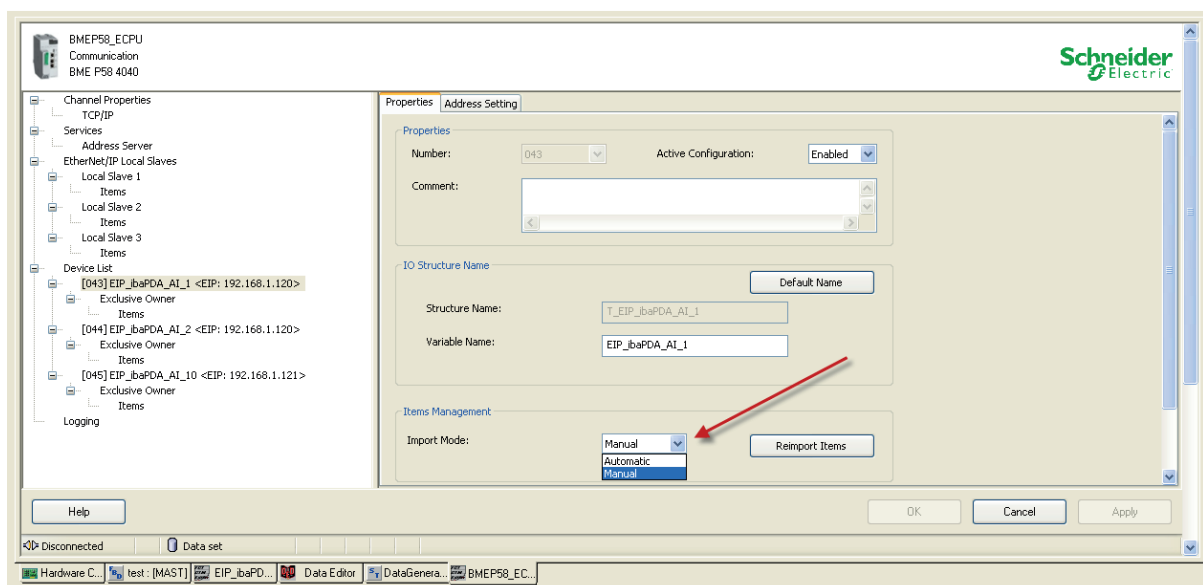 BMEP58_ECPU
Communication
BME P58 4040
Schneider
Electric
Channel Properties
TCP/IP
Services
Address Server
EtherNet/IP Local Slaves
Local Slave 1
Items
Local Slave 2
Items
Local Slave 3
Items
Device List
[043] EIP_ibaPDA_AI_1 <EIP: 192.168.1.120>
Exclusive Owner
Items
[044] EIP_ibaPDA_AI_2 <EIP: 192.168.1.120>
Exclusive Owner
Items
[045] EIP_ibaPDA_AI_10 <EIP: 192.168.1.121>
Exclusive Owner
Items
Logging
Properties Address Setting
Properties
Number: 043 Active Configuration: Enabled
Comment:
IO Structure Name
Default Name
Structure Name: T_EIP_ibaPDA_AI_1
Variable Name: EIP_ibaPDA_AI_1
Items Management
Import Mode: Manual Reimport Items
Automatic
Manual
Help OK Cancel Apply
Disconnected Data set
Hardware C... test : [MAST] EIP_ibaPD... Data Editor DataGenera... BMEP58_EC...